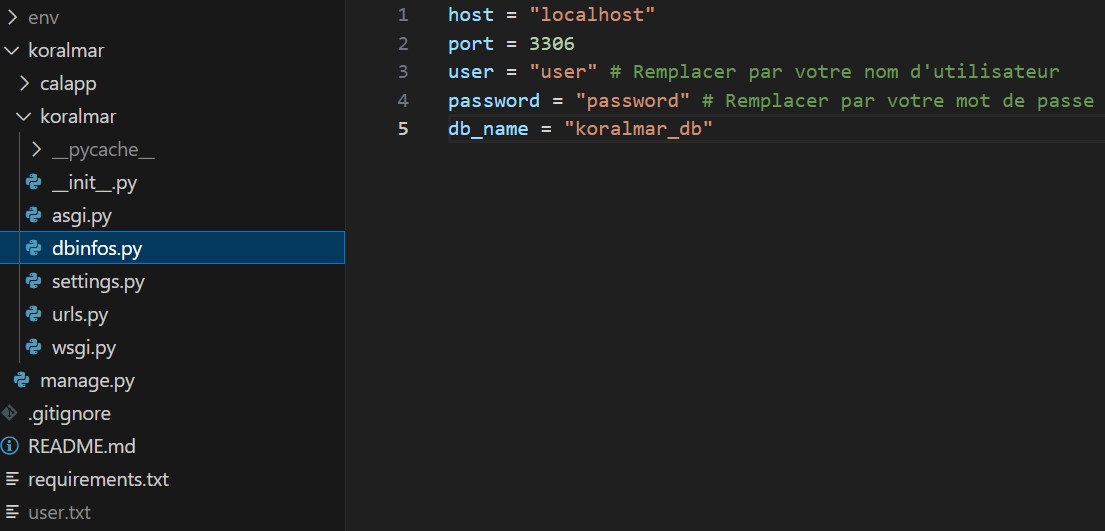 env
koralmar
calapp
koralmar
__pycache__
__init__.py
asgi.py
dbinfos.py
settings.py
urls.py
wsgi.py
manage.py
.gitignore
README.md
requirements.txt
user.txt
1 host = "localhost"
2 port = 3306
3 user = "user" # Remplacer par votre nom d'utilisateur
4 password = "password" # Remplacer par votre mot de passe
5 db_name = "koralmar_db"